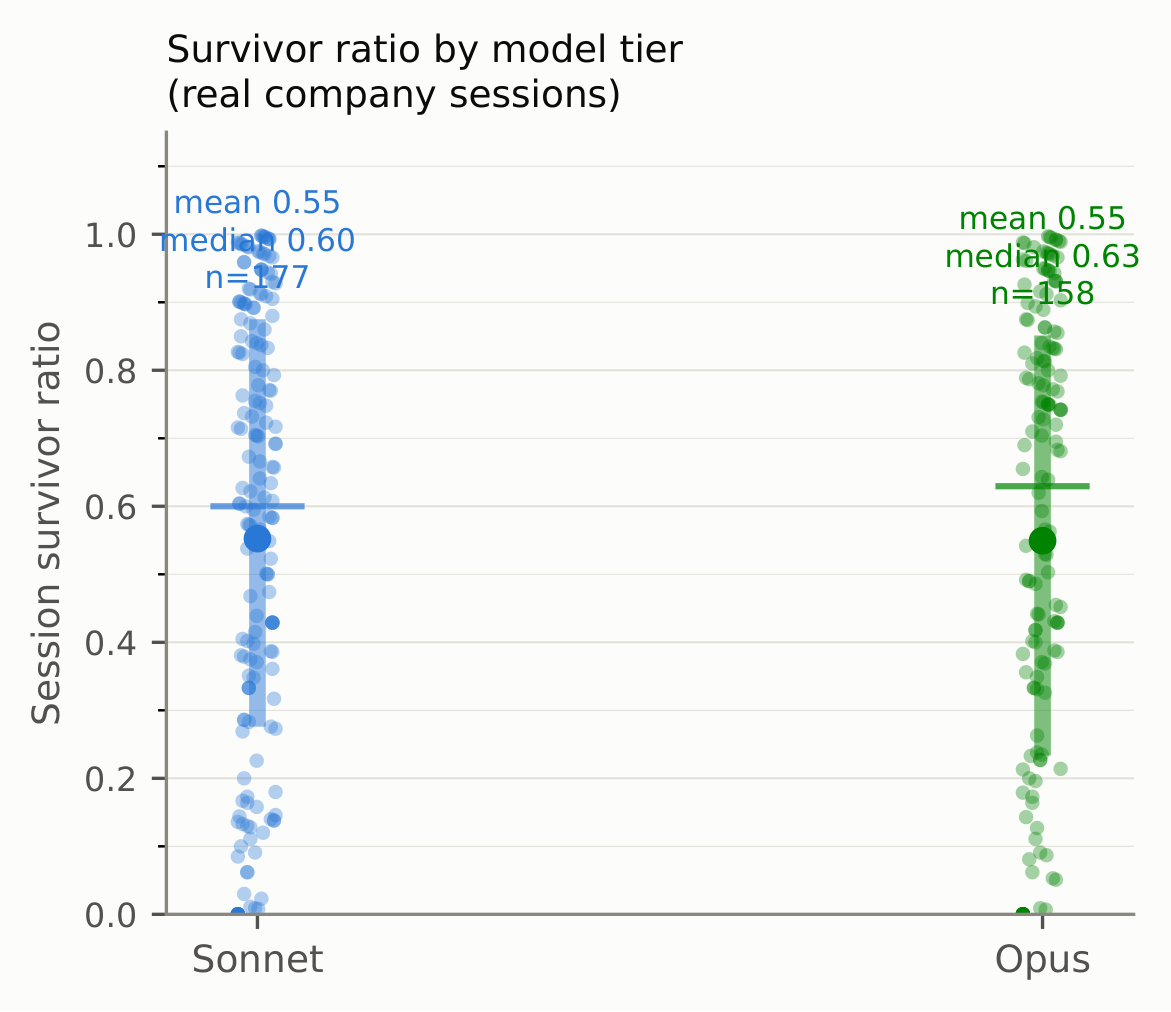 Survivor ratio by model tier
(real company sessions)
Session survivor ratio
1.0
0.8
0.6
0.4
0.2
0.0
mean 0.55
median 0.60
n=177
mean 0.55
median 0.63
n=158
Sonnet
Opus